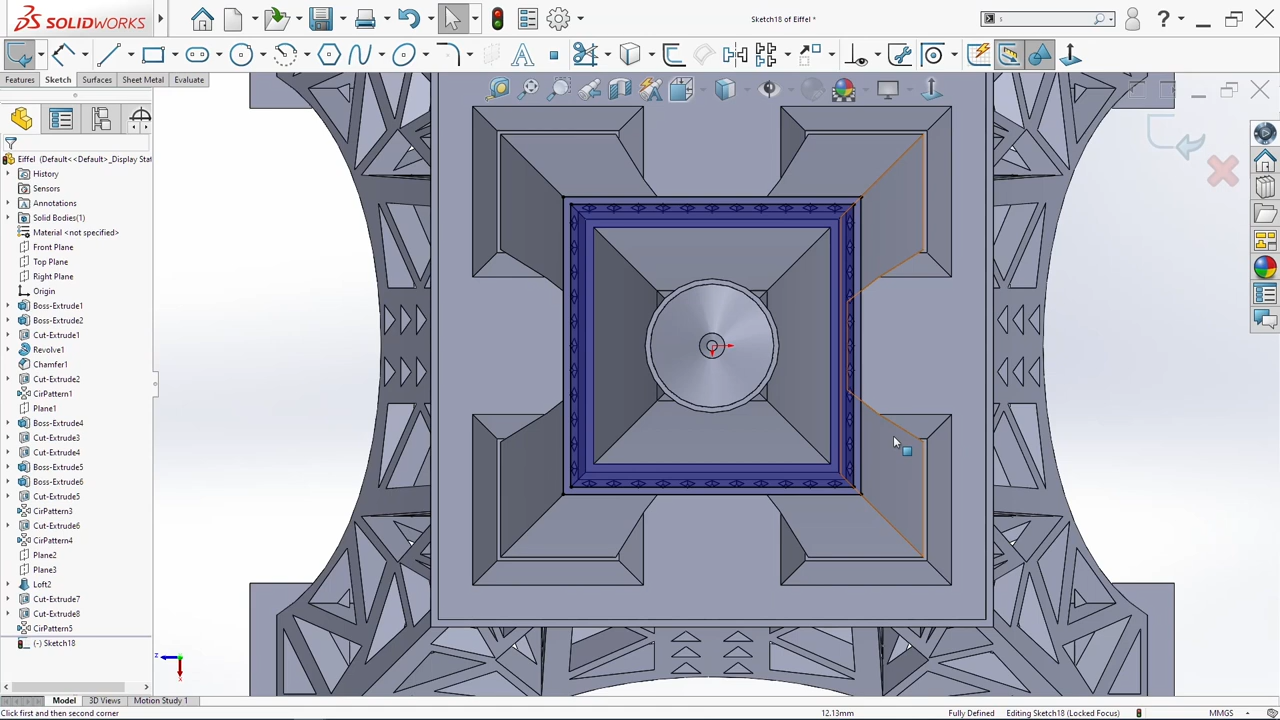 SOLIDWORKS
Sketch18 of Eiffel *
s
?
Features
Sketch
Surfaces
Sheet Metal
Evaluate
Eiffel (Default<<Default>_Display Stat
History
Sensors
Annotations
Solid Bodies(1)
Material <not specified>
Front Plane
Top Plane
Right Plane
Origin
Boss-Extrude1
Boss-Extrude2
Cut-Extrude1
Revolve1
Chamfer1
Cut-Extrude2
CirPattern1
Plane1
Boss-Extrude4
Cut-Extrude3
Cut-Extrude4
Boss-Extrude5
Boss-Extrude6
Cut-Extrude5
CirPattern3
Cut-Extrude6
CirPattern4
Plane2
Plane3
Loft2
Cut-Extrude7
Cut-Extrude8
CirPattern5
(-) Sketch18
z
x
Model
3D Views
Motion Study 1
Click first and then second corner
12.13mm
Fully Defined
Editing Sketch18 (Locked Focus)
MMGS